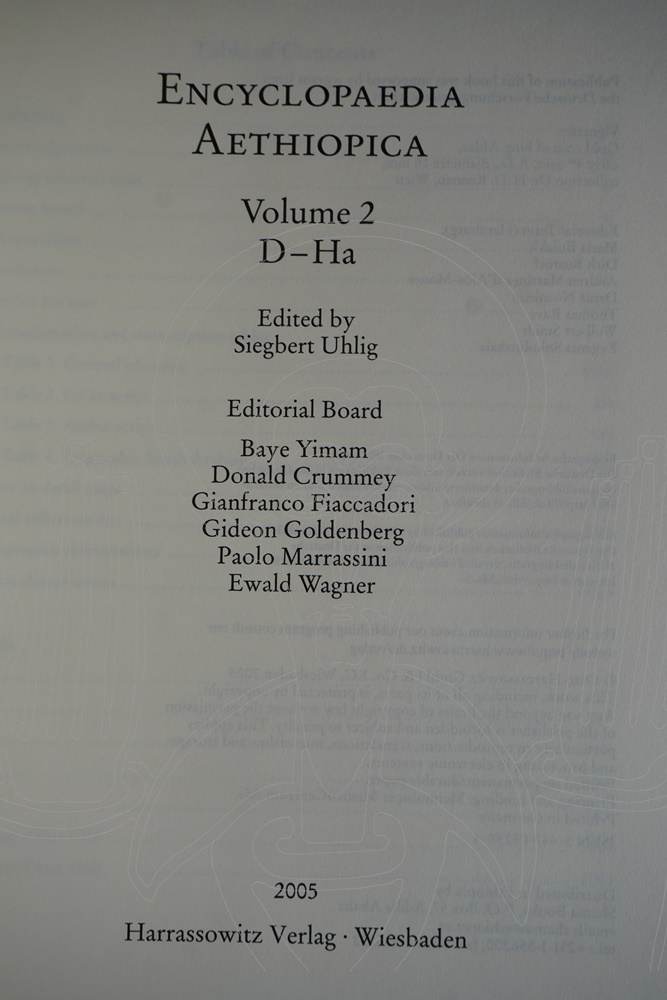 ENCYCLOPAEDIA
AETHIOPICA
Volume 2
D–Ha
Edited by
Siegbert Uhlig
Editorial Board
Baye Yimam
Donald Crummey
Gianfranco Fiaccadori
Gideon Goldenberg
Paolo Marrassini
Ewald Wagner
2005
Harrassowitz Verlag · Wiesbaden